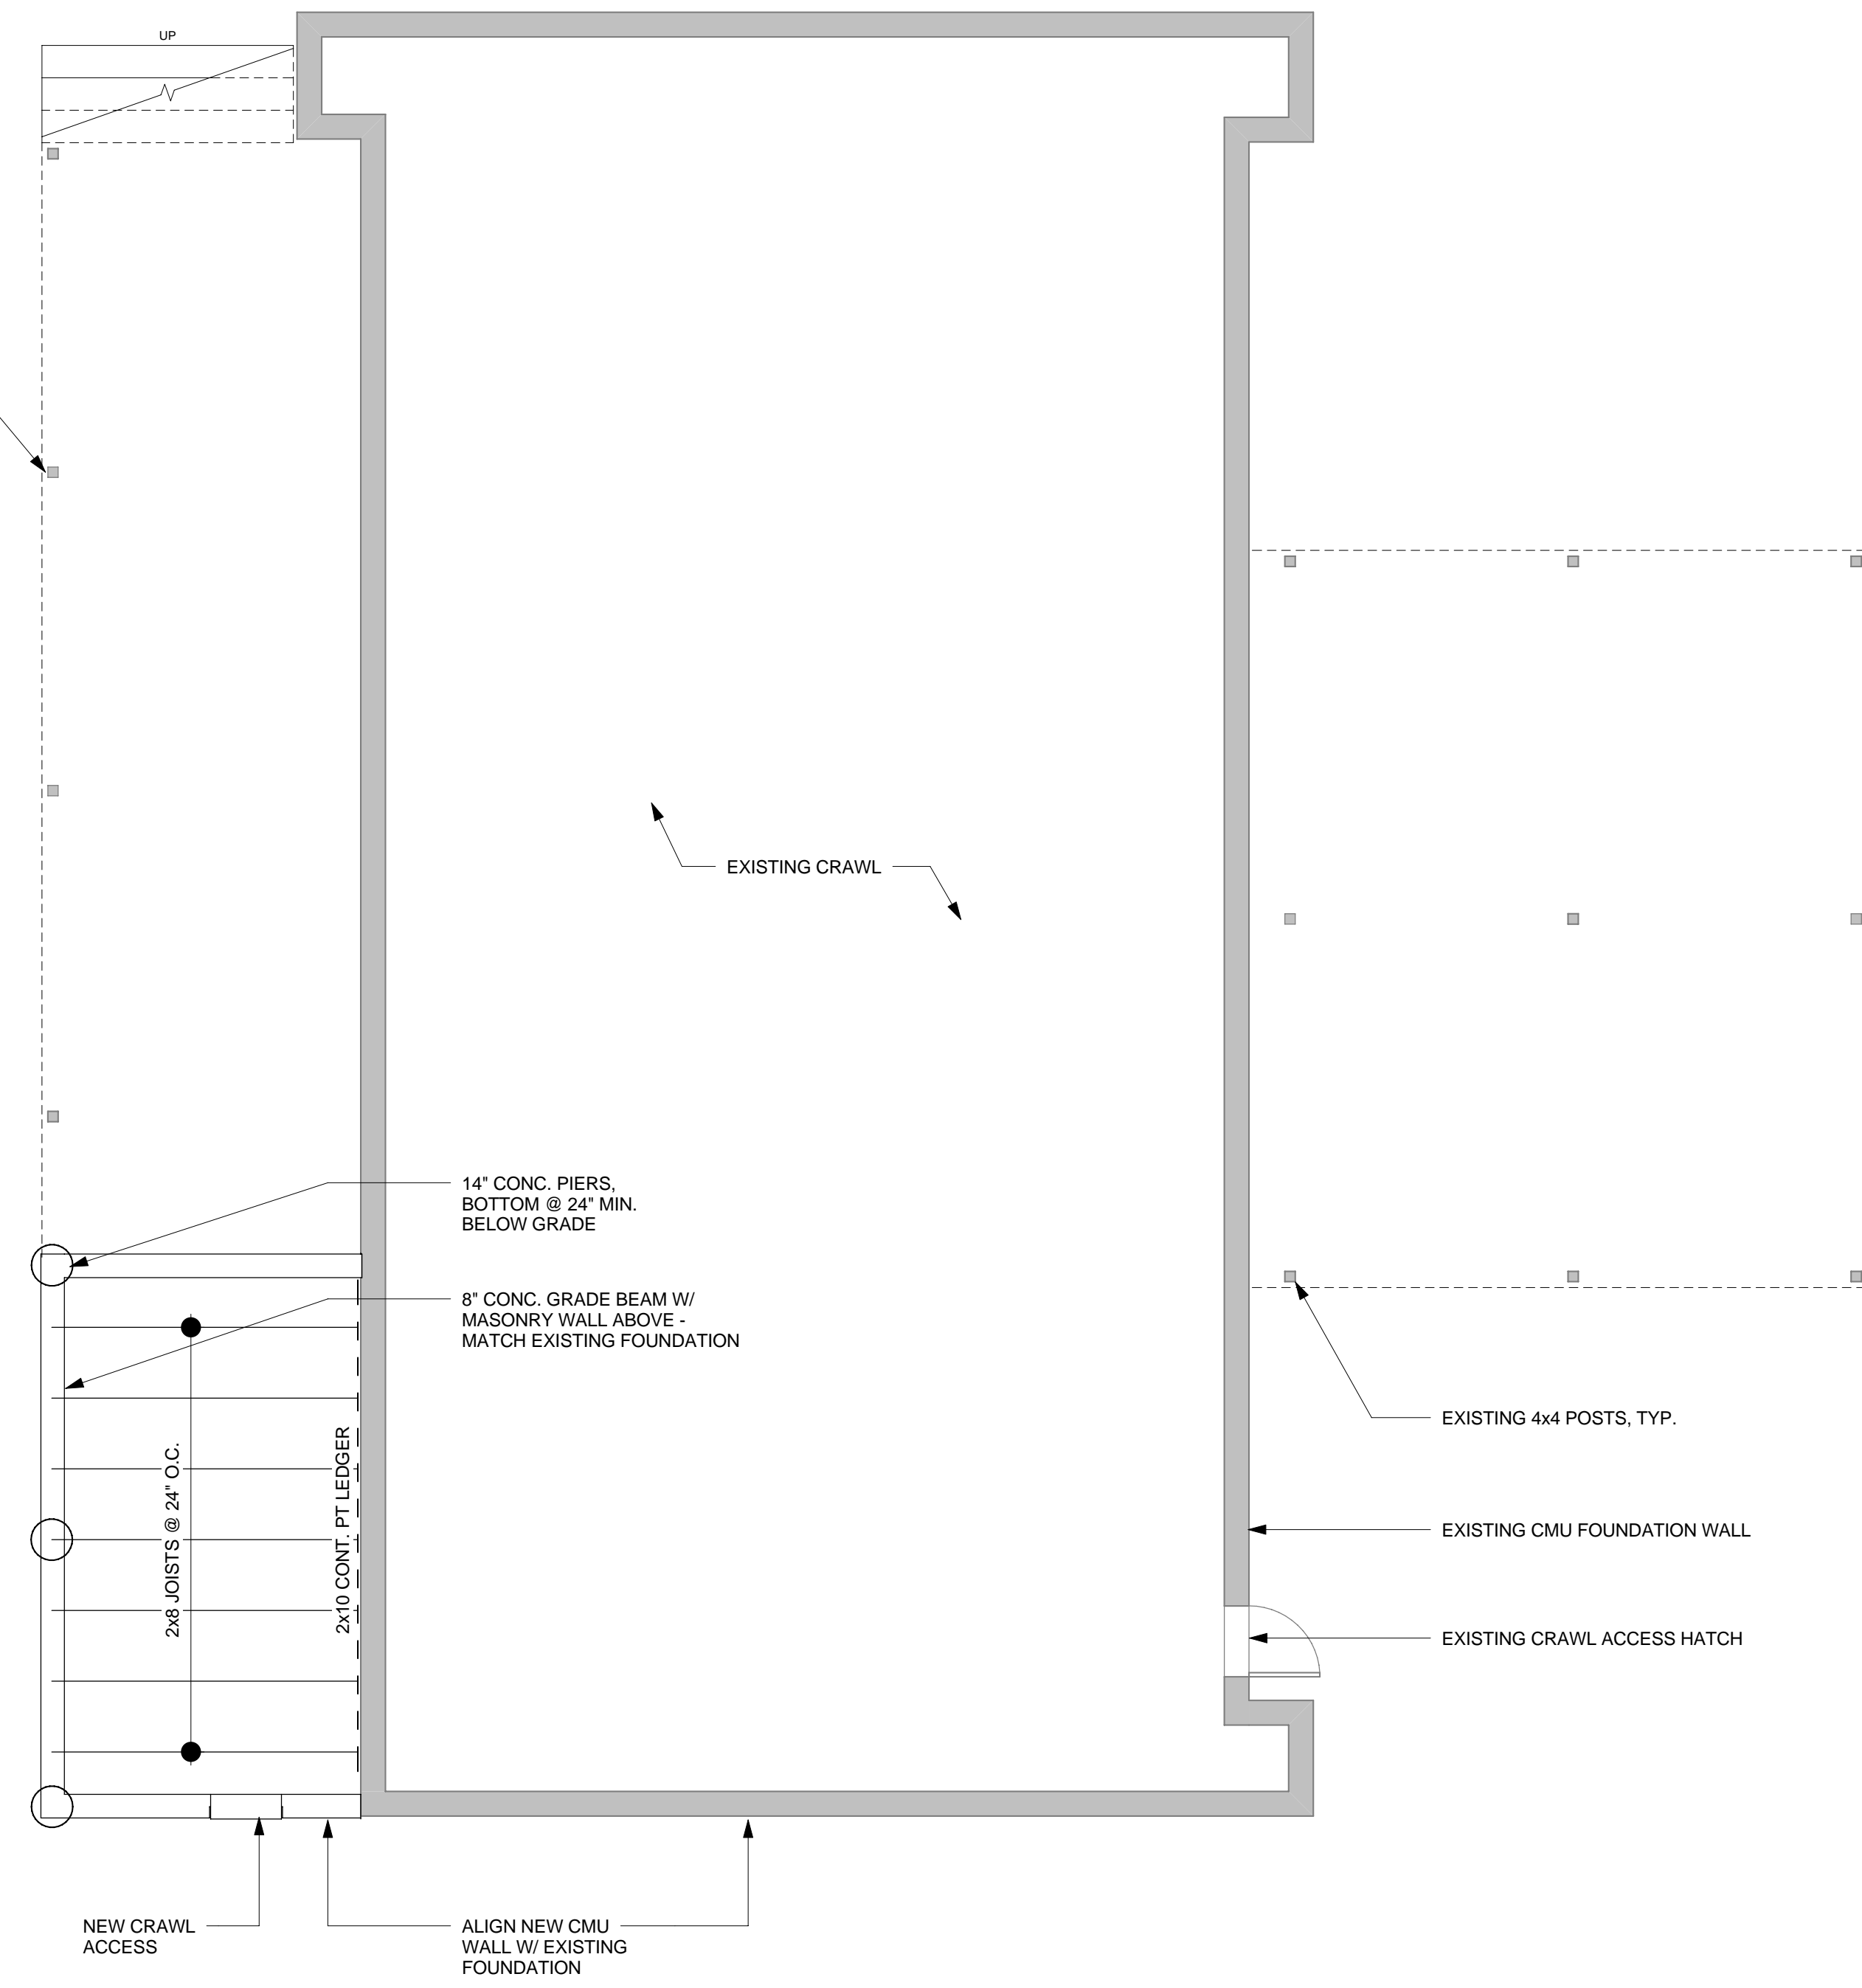 UP
EXISTING CRAWL
14" CONC. PIERS,
BOTTOM @ 24" MIN.
BELOW GRADE
8" CONC. GRADE BEAM W/
MASONRY WALL ABOVE -
MATCH EXISTING FOUNDATION
2x8 JOISTS @ 24" O.C.
2x10 CONT. PT LEDGER
EXISTING 4x4 POSTS, TYP.
EXISTING CMU FOUNDATION WALL
EXISTING CRAWL ACCESS HATCH
NEW CRAWL
ACCESS
ALIGN NEW CMU
WALL W/ EXISTING
FOUNDATION